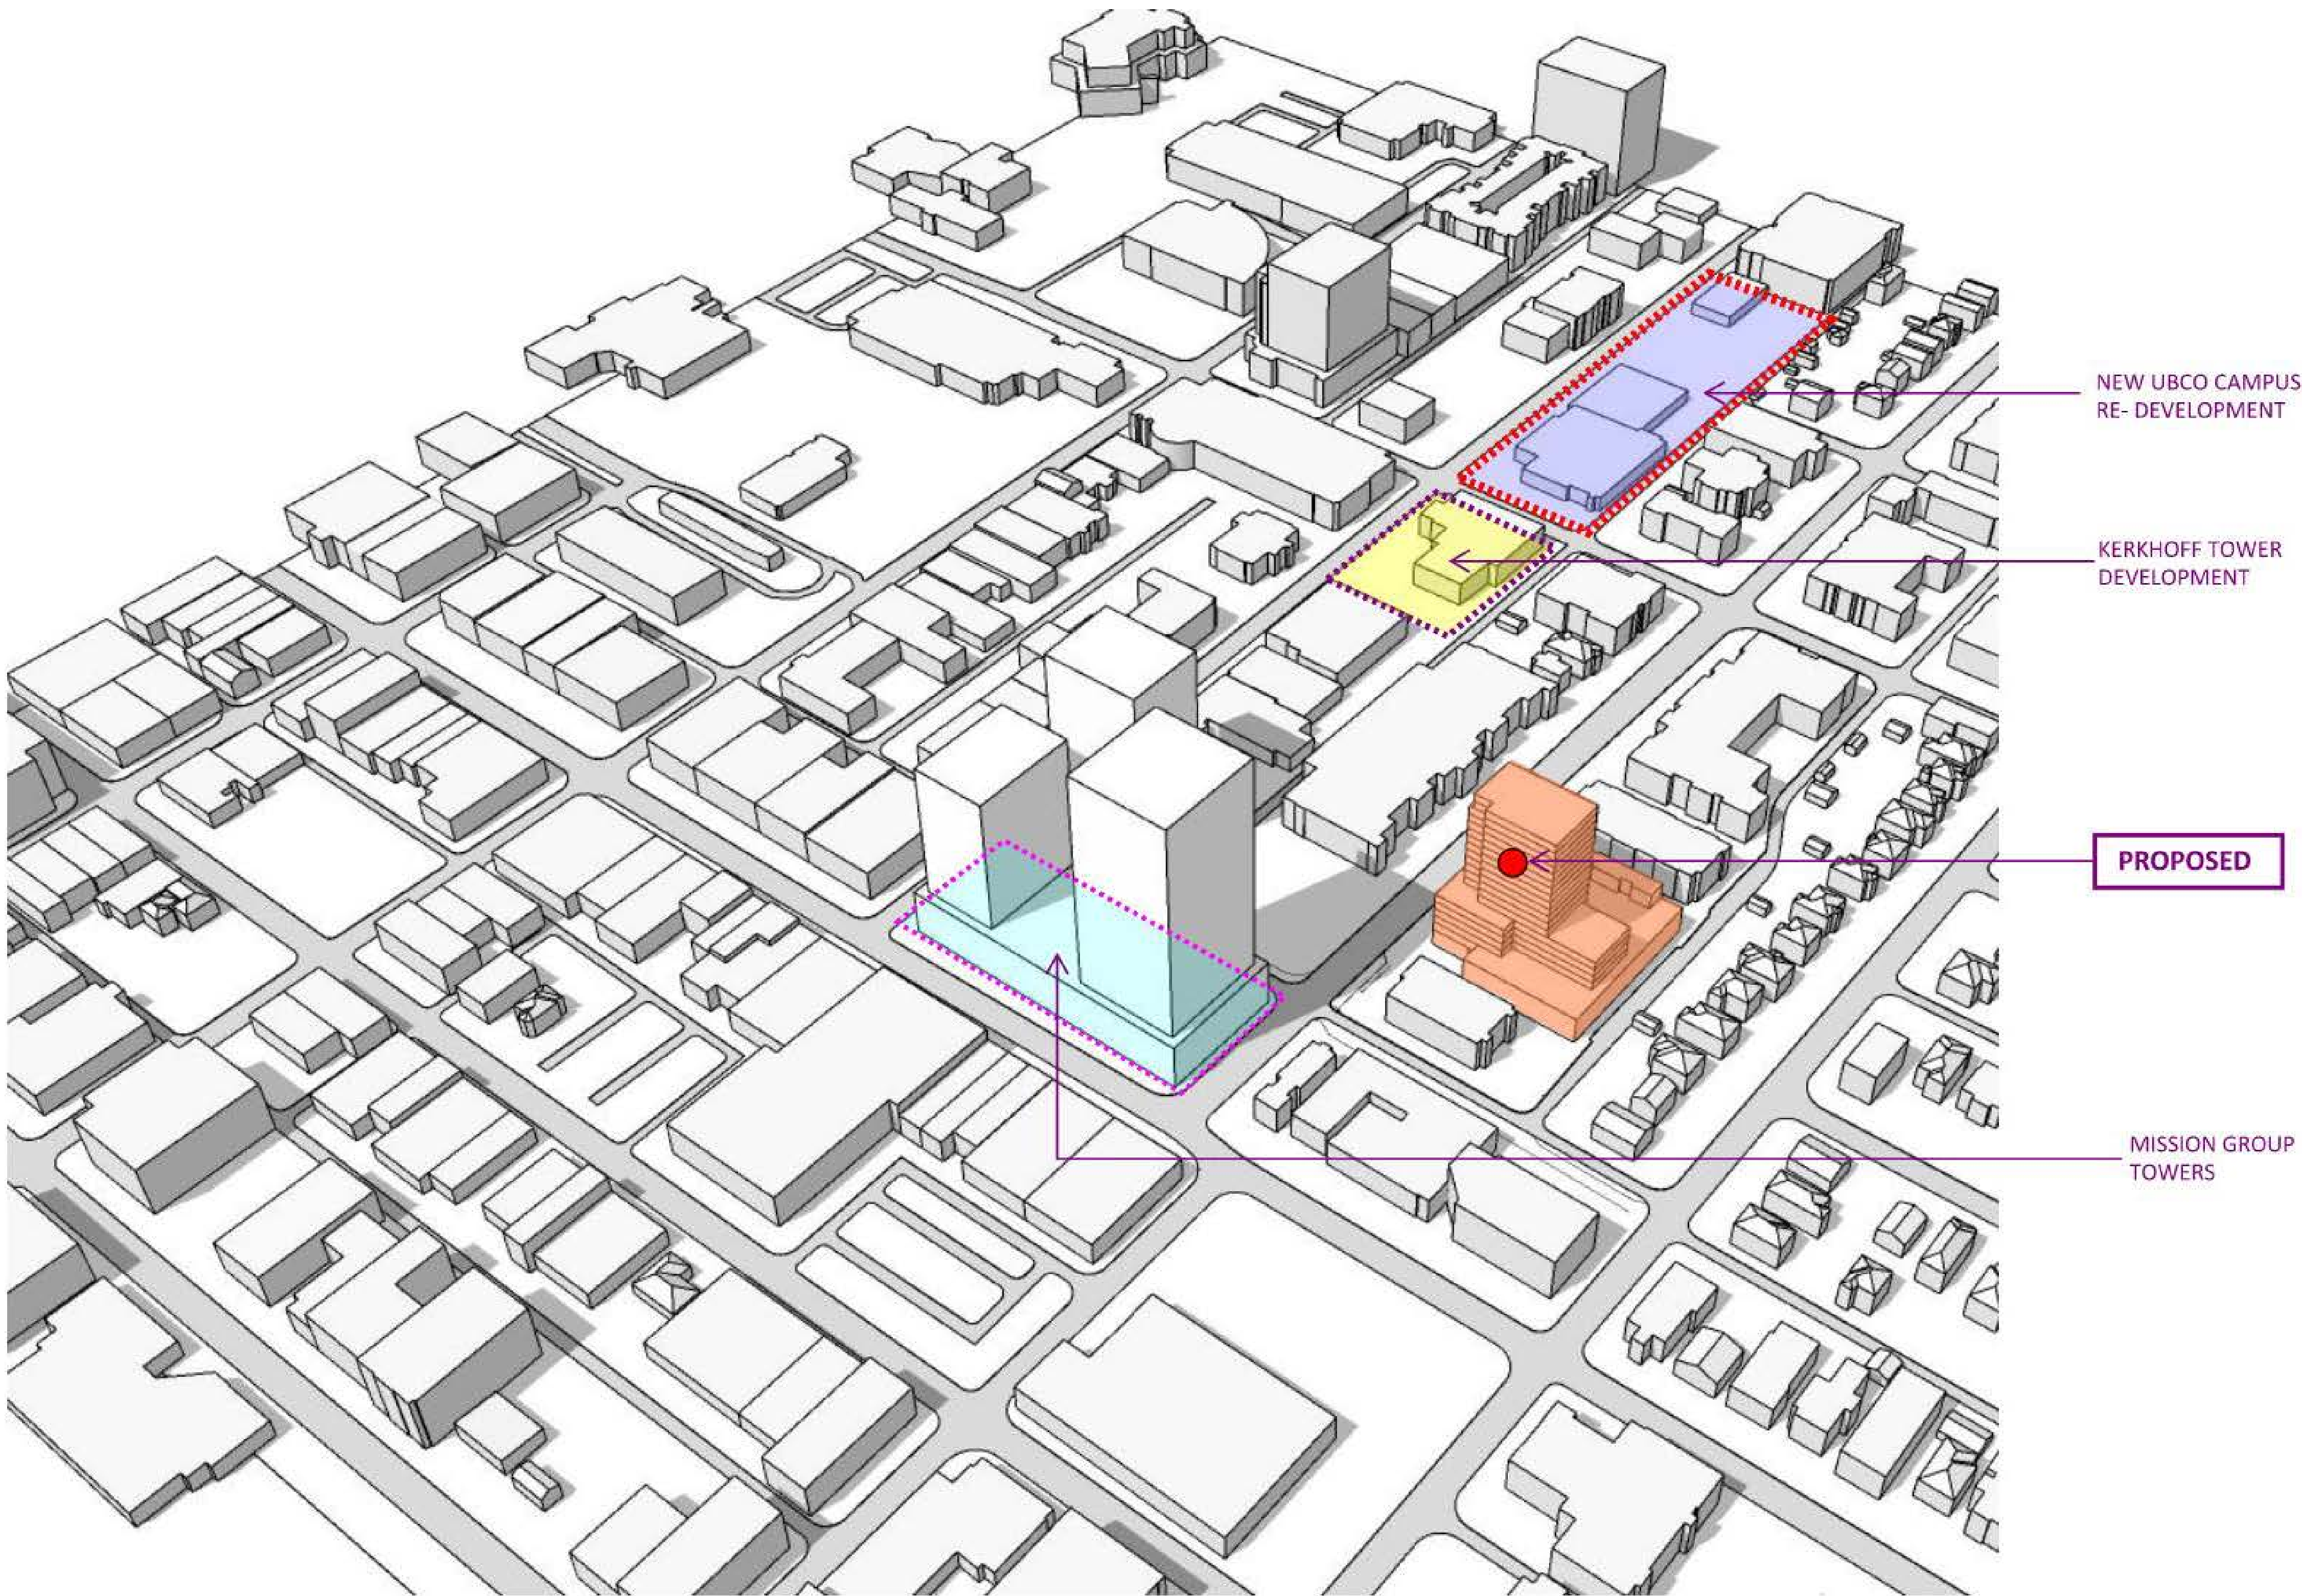 NEW UBCO CAMPUS
RE- DEVELOPMENT
KERKHOFF TOWER
DEVELOPMENT
PROPOSED
MISSION GROUP
TOWERS